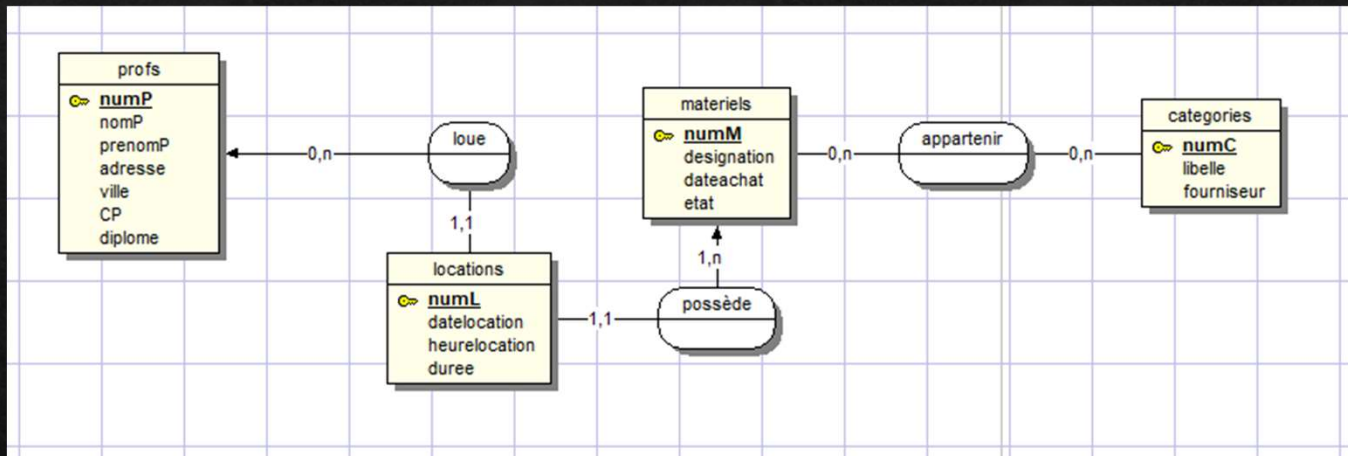 profs
numP
nomP
prenomP
adresse
ville
CP
diplome
0,n
loue
1,1
locations
numL
datelocation
heurelocation
duree
1,1
possède
1,n
materiels
numM
designation
dateachat
etat
0,n
appartenir
0,n
categories
numC
libelle
fourniseur